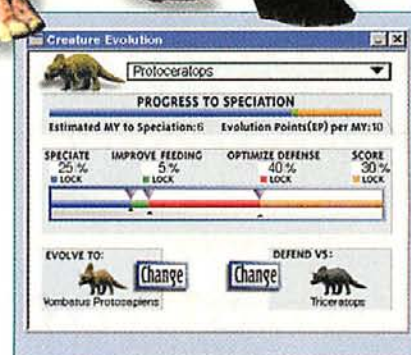 Creature Evolution
Protoceratops
PROGRESS TO SPECIATION
Estimated MY to Speciation: 6 Evolution Points(EP) per MY: 10
SPECIATE IMPROVE FEEDING OPTIMIZE DEFENSE SCORE
25% 5% 40% 30%
LOCK LOCK LOCK LOCK
EVOLVE TO: DEFEND VS:
Change Change
Vombatus Protosapiens Triceratops